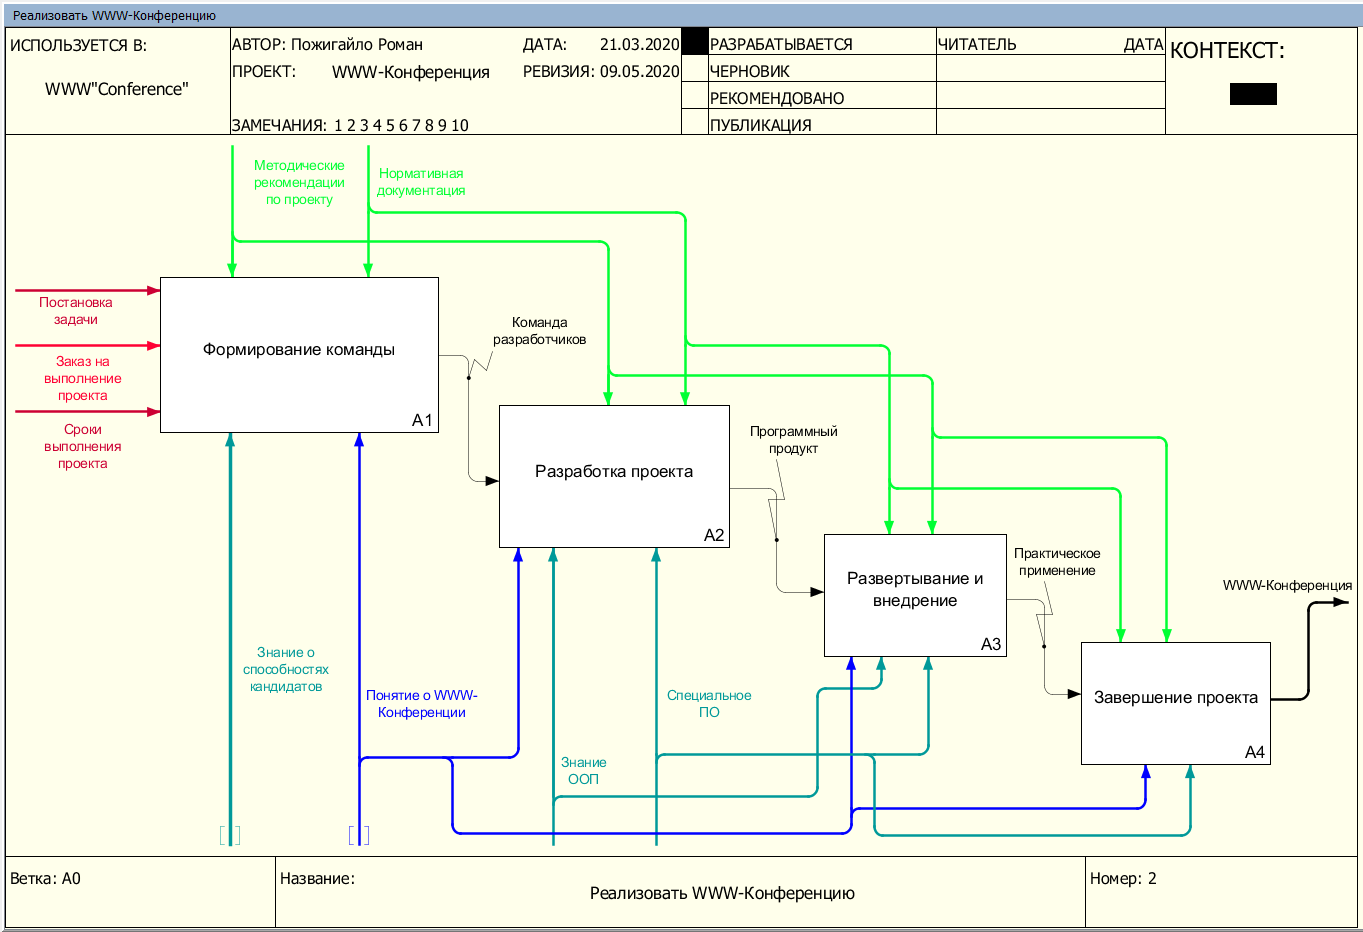 Реализовать WWW-Конференцию
ИСПОЛЬЗУЕТСЯ В:
WWW"Conference"
АВТОР: Пожигайло Роман
ДАТА: 21.03.2020
ПРОЕКТ: WWW-Конференция
РЕВИЗИЯ: 09.05.2020
ЗАМЕЧАНИЯ: 1 2 3 4 5 6 7 8 9 10
РАЗРАБАТЫВАЕТСЯ
ЧЕРНОВИК
РЕКОМЕНДОВАНО
ПУБЛИКАЦИЯ
ЧИТАТЕЛЬ ДАТА
КОНТЕКСТ:
Методические
рекомендации
по проекту
Нормативная
документация
Постановка
задачи
Заказ на
выполнение
проекта
Сроки
выполнения
проекта
Формирование команды
A1
Команда
разработчиков
Разработка проекта
A2
Программный
продукт
Развертывание и
внедрение
A3
Практическое
применение
WWW-Конференция
Завершение проекта
A4
Знание о
способностях
кандидатов
Понятие о WWW-
Конференции
Специальное
ПО
Знание
ООП
Ветка: A0
Название:
Реализовать WWW-Конференцию
Номер: 2